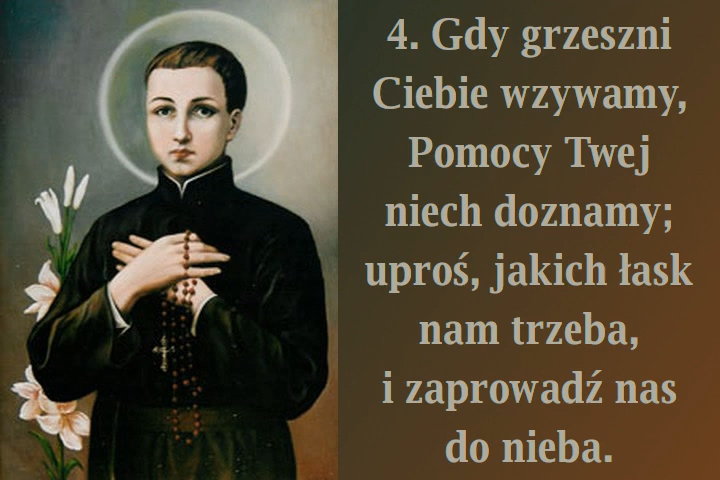 4. Gdy grzeszni
Ciebie wzywamy,
Pomocy Twej
niech doznamy;
uproś, jakich łask
nam trzeba,
i zaprowadź nas
do nieba.